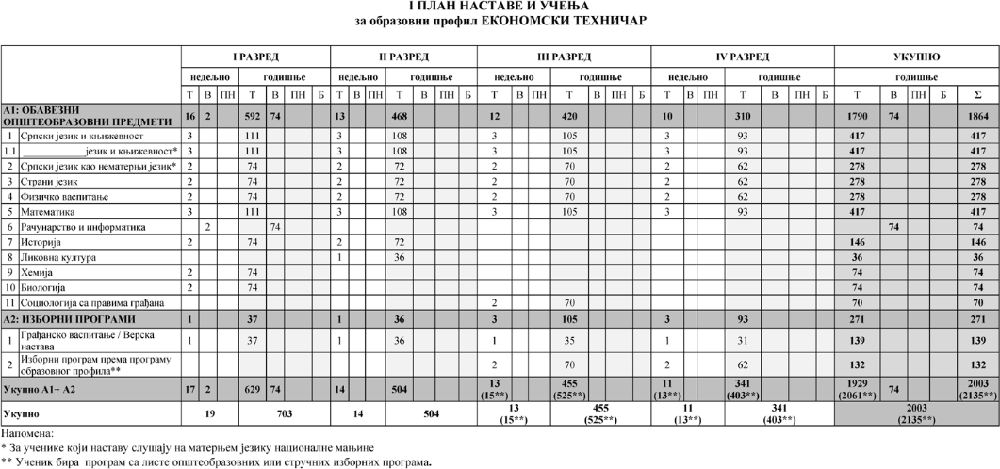 I ПЛАН НАСТАВЕ И УЧЕЊА
за образовни профил ЕКОНОМСКИ ТЕХНИЧАР
I РАЗРЕД II РАЗРЕД III РАЗРЕД IV РАЗРЕД УКУПНО
недељно годишње недељно годишње недељно годишње недељно годишње годишње
Т В ПН Т В ПН Б Т В ПН Т В ПН Б Т В ПН Т В ПН Б Т В ПН Т В ПН Б Т В ПН Б Σ
А1: ОБАВЕЗНИ
ОПШТЕОБРАЗОВНИ ПРЕДМЕТИ 16 2 592 74 13 468 12 420 10 310 1790 74 1864
1 Српски језик и књижевност 3 111 3 108 3 105 3 93 417 417
1.1 ____________језик и књижевност* 3 111 3 108 3 105 3 93 417 417
2 Српски језик као нематерњи језик* 2 74 2 72 2 70 2 62 278 278
3 Страни језик 2 74 2 72 2 70 2 62 278 278
4 Физичко васпитање 2 74 2 72 2 70 2 62 278 278
5 Математика 3 111 3 108 3 105 3 93 417 417
6 Рачунарство и информатика 2 74 74 74
7 Историја 2 74 2 72 146 146
8 Ликовна култура 1 36 36 36
9 Хемија 2 74 74 74
10 Биологија 2 74 74 74
11 Социологија са правима грађана 2 70 70 70
А2: ИЗБОРНИ ПРОГРАМИ 1 37 1 36 3 105 3 93 271 271
1 Грађанско васпитање / Верска
настава 1 37 1 36 1 35 1 31 139 139
2 Изборни програм према програму
образовног профила** 2 70 2 62 132 132
Укупно А1+ А2 17 2 629 74 14 504 13 455 11 341 1929 74 2003
(15**) (525**) (13**) (403**) (2061**) (2135**)
Укупно 19 703 14 504 13 455 11 341 2003
(15**) (525**) (13**) (403**) (2135**)
Напомена:
* За ученике који наставу слушају на матерњем језику националне мањине
** Ученик бира програм са листе општеобразовних или стручних изборних програма.